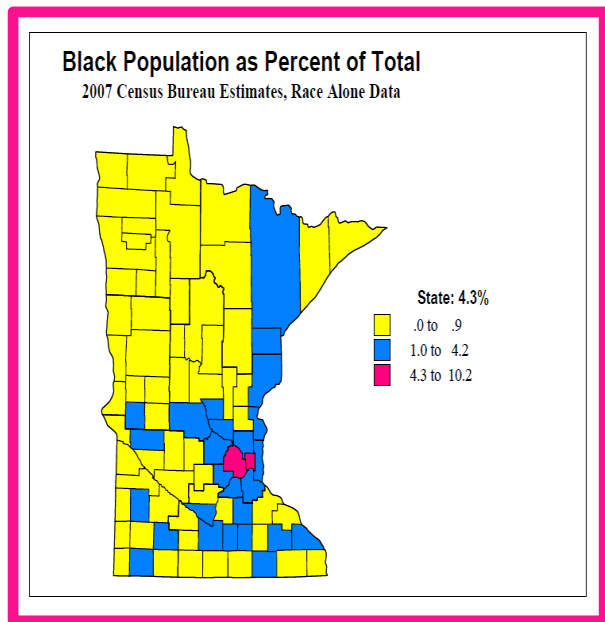 Black Population as Percent of Total
2007 Census Bureau Estimates, Race Alone Data
State: 4.3%
.0 to .9
1.0 to 4.2
4.3 to 10.2